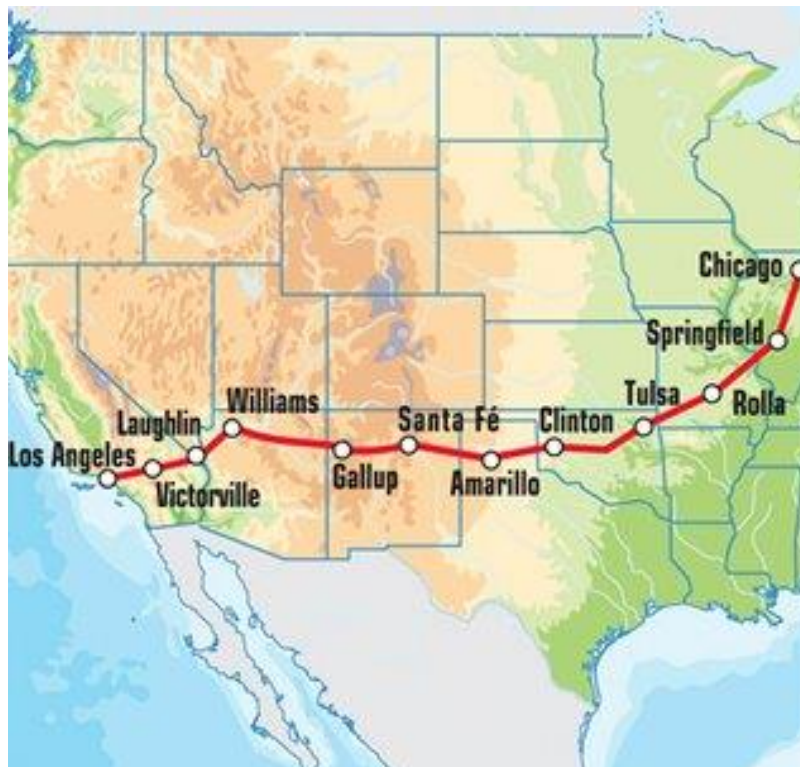 Chicago
Springfield
Tulsa
Rolla
Williams
Santa Fé
Clinton
Laughlin
Los Angeles
Gallup
Amarillo
Victorville